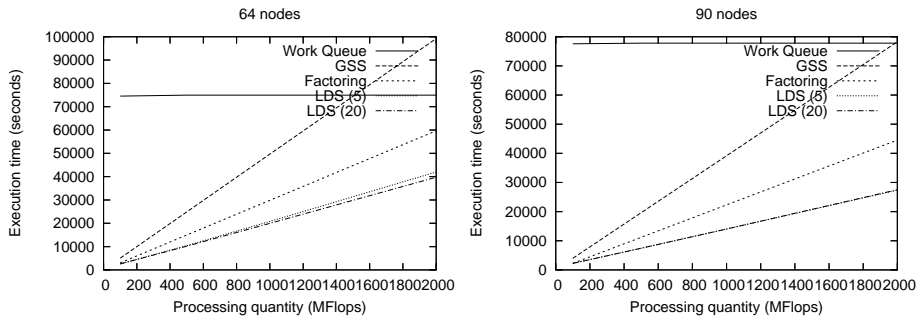 64 nodes
100000
90000
80000
70000
60000
50000
40000
30000
20000
10000
0
Execution time (seconds)
Work Queue
GSS
Factoring
LDS (5)
LDS (20)
0 200 400 600 800 1000 1200 1400 1600 1800 2000
Processing quantity (MFlops)
90 nodes
80000
70000
60000
50000
40000
30000
20000
10000
0
Execution time (seconds)
Work Queue
GSS
Factoring
LDS (5)
LDS (20)
0 200 400 600 800 1000 1200 1400 1600 1800 2000
Processing quantity (MFlops)